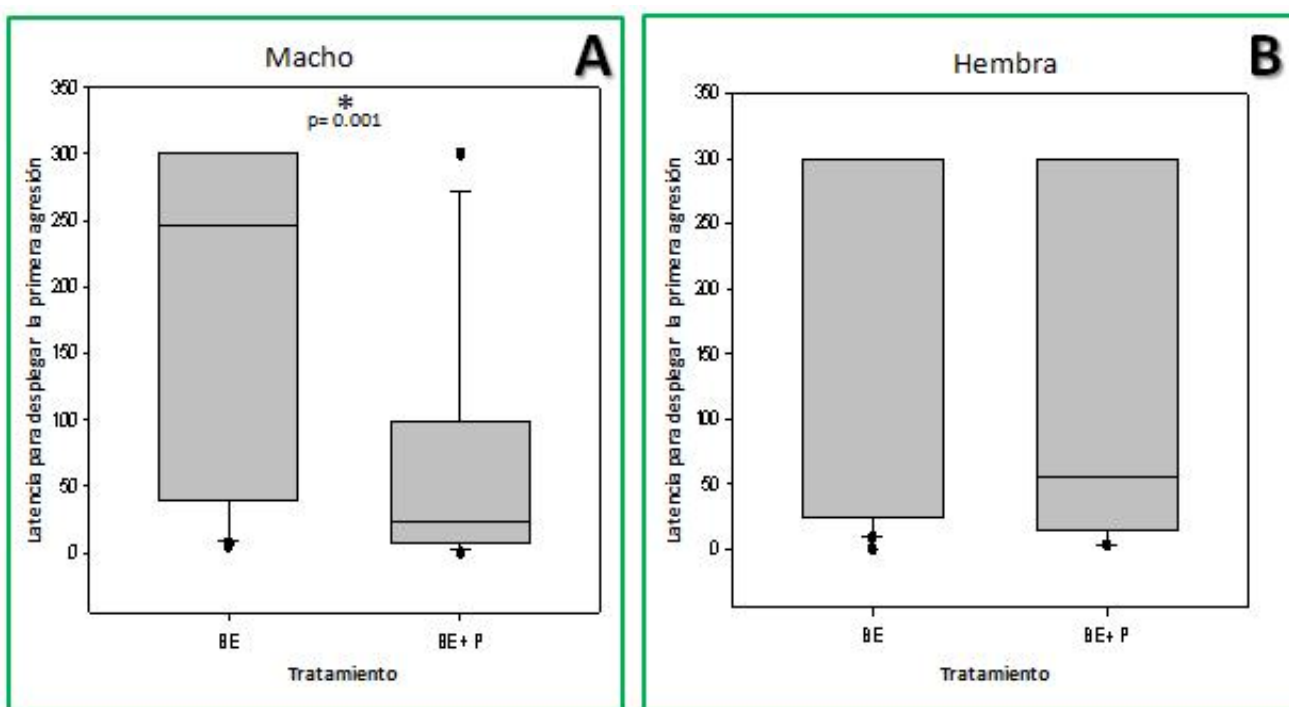 Macho
A
350
300
250
200
150
100
50
0
*
p= 0.001
Latencia para desplegar la primera agresión
BE
BE+ P
Tratamiento
Hembra
B
350
300
250
200
150
100
50
0
Latencia para desplegar la primera agresión
BE
BE+ P
Tratamiento